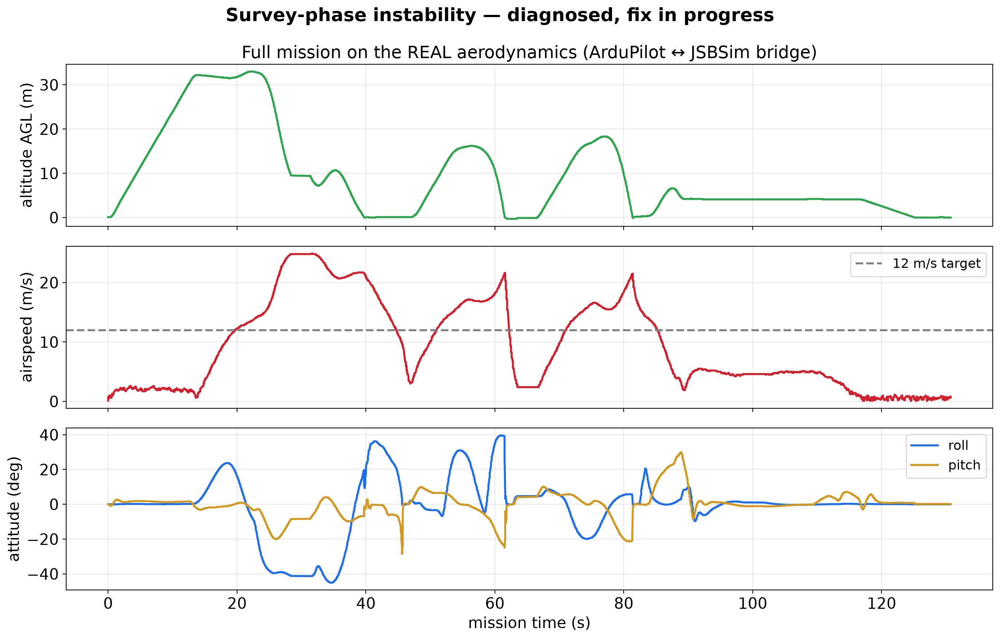 Survey-phase instability — diagnosed, fix in progress
Full mission on the REAL aerodynamics (ArduPilot ↔ JSBSim bridge)
altitude AGL (m)
30
20
10
0
airspeed (m/s)
20
10
0
12 m/s target
attitude (deg)
40
20
0
−20
−40
roll
pitch
0 20 40 60 80 100 120
mission time (s)